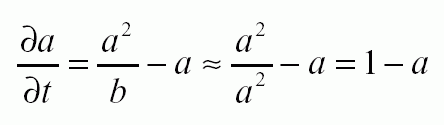 ∂a/∂t = a²/b − a ≈ a²/a² − a = 1 − a